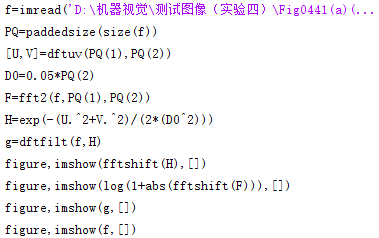 f=imread('D:\机器视觉\测试图像（实验四）\Fig0441(a)(...
PQ=paddedsize(size(f))
[U,V]=dftuv(PQ(1),PQ(2))
D0=0.05*PQ(2)
F=fft2(f,PQ(1),PQ(2))
H=exp(-(U.^2+V.^2)/(2*(D0^2)))
g=dftfilt(f,H)
figure,imshow(fftshift(H),[])
figure,imshow(log(1+abs(fftshift(F))),[])
figure,imshow(g,[])
figure,imshow(f,[])